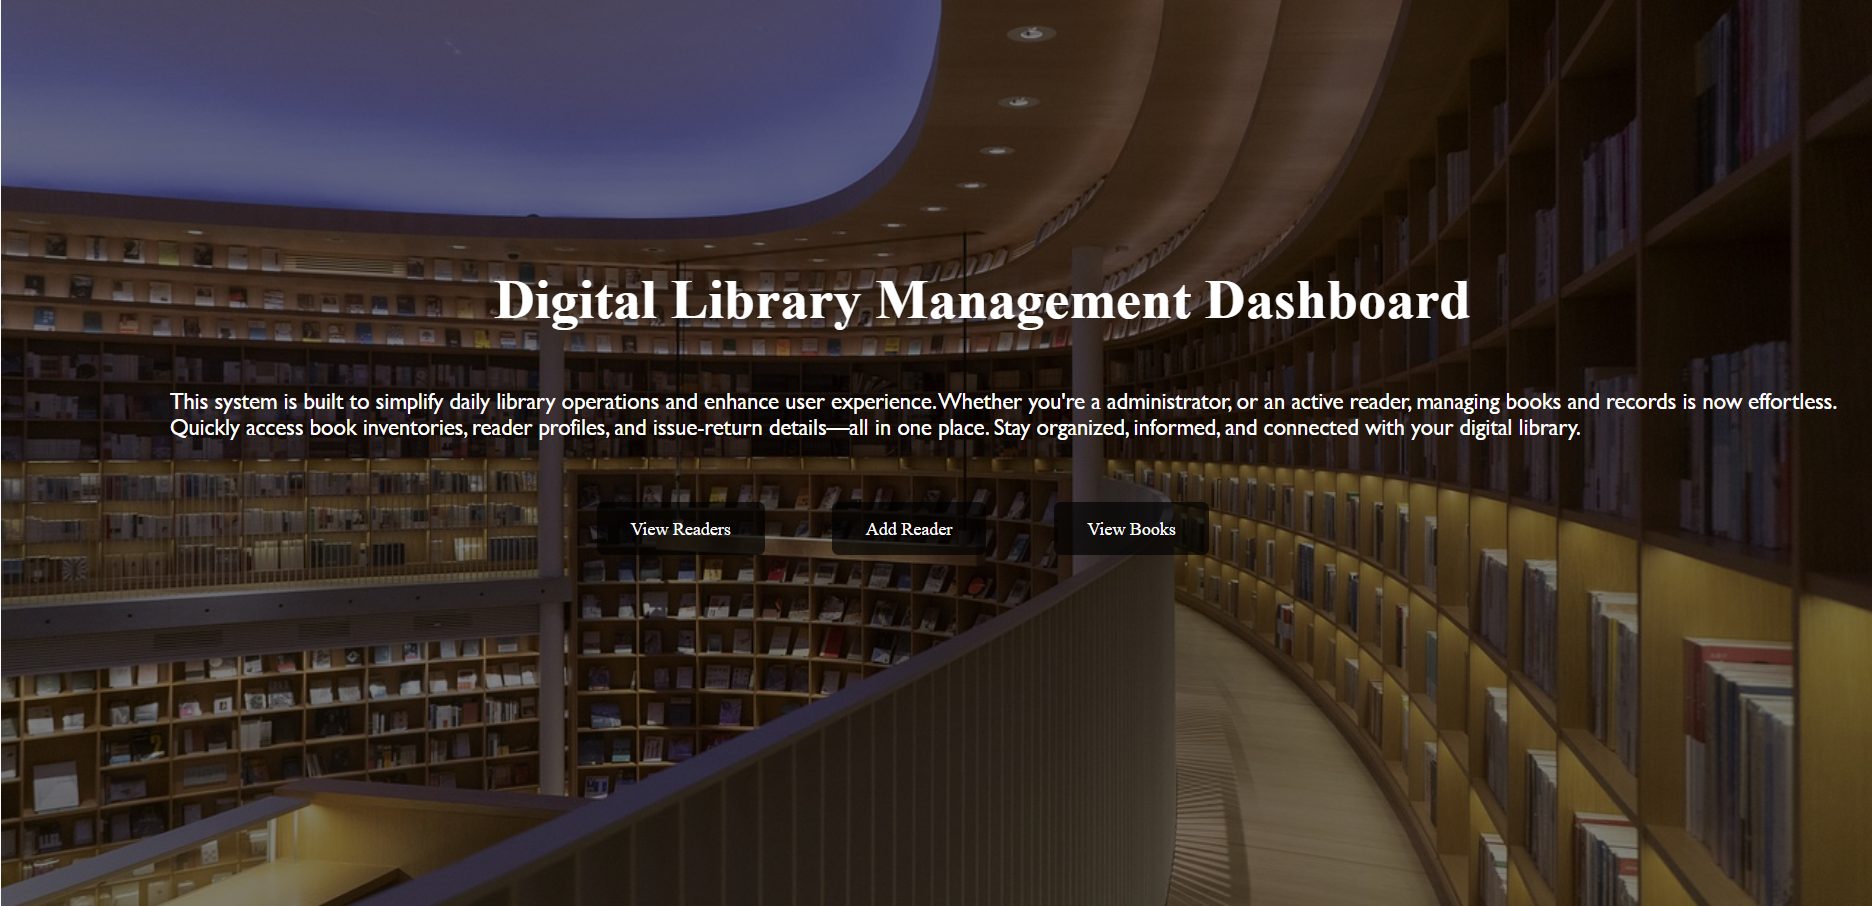 Digital Library Management Dashboard
This system is built to simplify daily library operations and enhance user experience. Whether you're a administrator, or an active reader, managing books and records is now effortless.
Quickly access book inventories, reader profiles, and issue-return details—all in one place. Stay organized, informed, and connected with your digital library.
View Readers
Add Reader
View Books